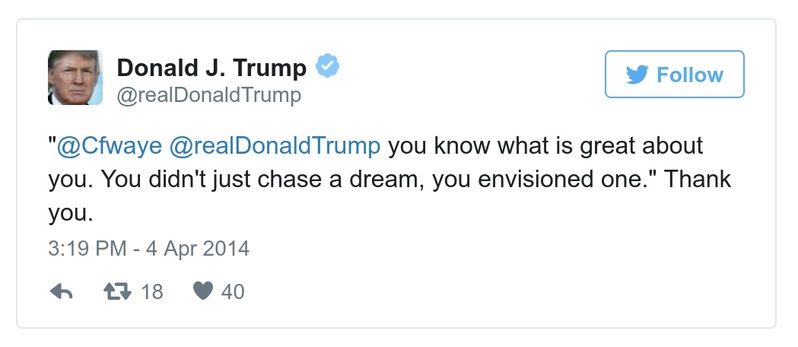 Donald J. Trump
@realDonaldTrump
Follow
"@Cfwaye @realDonaldTrump you know what is great about
you. You didn't just chase a dream, you envisioned one." Thank
you.
3:19 PM - 4 Apr 2014
18 40